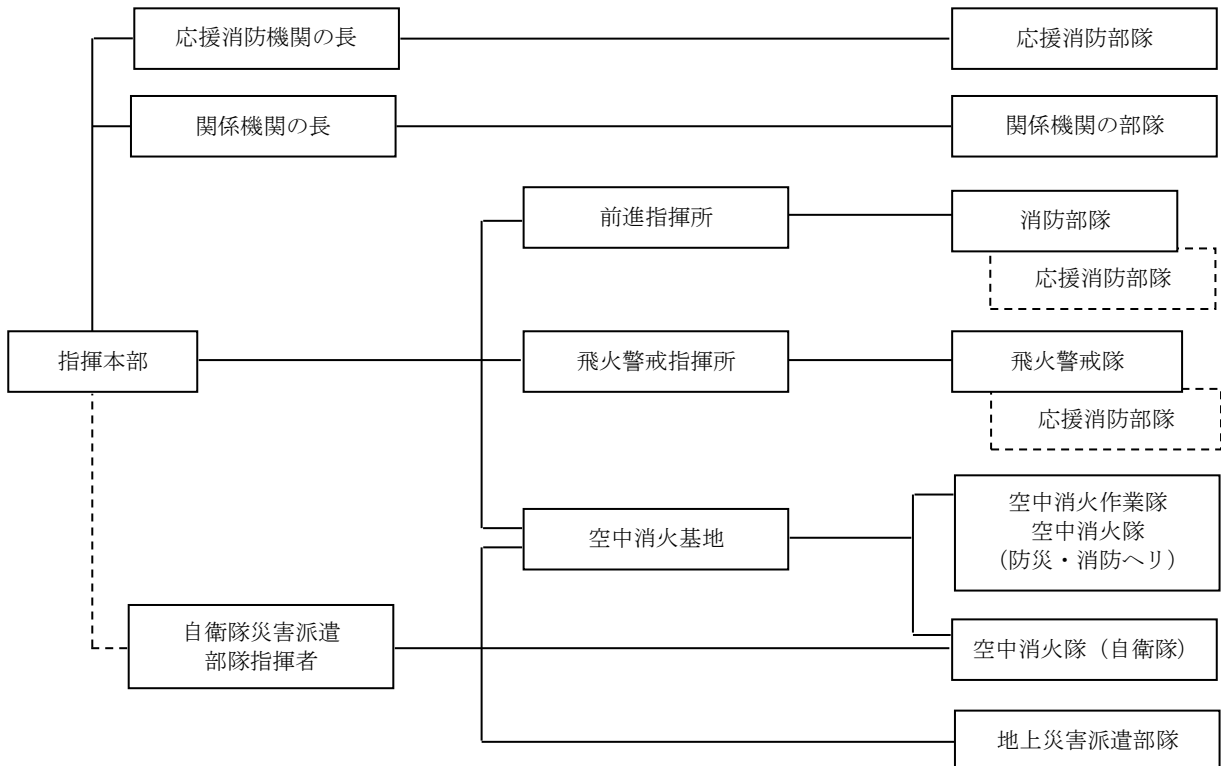 応援消防機関の長
応援消防部隊
関係機関の長
関係機関の部隊
前進指揮所
消防部隊
応援消防部隊
指揮本部
飛火警戒指揮所
飛火警戒隊
応援消防部隊
空中消火基地
空中消火作業隊
空中消火隊
（防災・消防ヘリ）
自衛隊災害派遣
部隊指揮者
空中消火隊（自衛隊）
地上災害派遣部隊